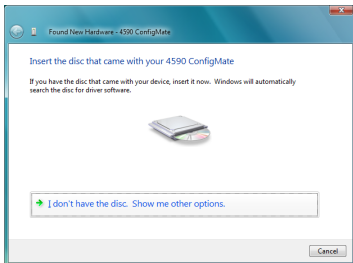 Found New Hardware - 4590 ConfigMate
Insert the disc that came with your 4590 ConfigMate
If you have the disc that came with your device, insert it now. Windows will automatically
search the disc for driver software.
I don't have the disc. Show me other options.
Cancel